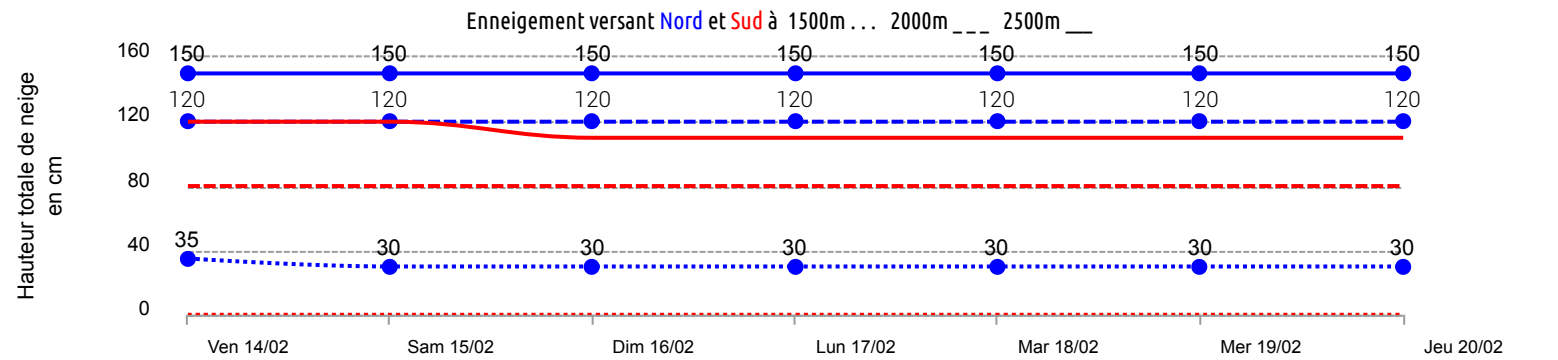 Enneigement versant Nord et Sud à 1500m . . . 2000m _ _ _ 2500m __
Hauteur totale de neige
en cm
160
150 150 150 150 150 150 150
120 120 120 120 120 120 120
120
80
35 30 30 30 30 30 30
40
0
Ven 14/02 Sam 15/02 Dim 16/02 Lun 17/02 Mar 18/02 Mer 19/02 Jeu 20/02